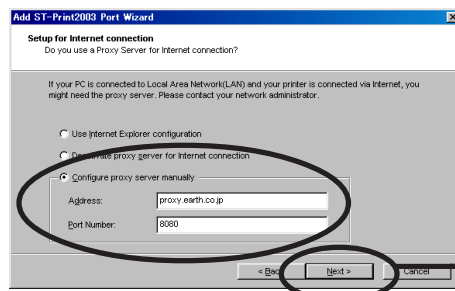 Add ST-Print2003 Port Wizard
Setup for Internet connection
Do you use a Proxy Server for Internet connection?
If your PC is connected to Local Area Network(LAN) and your printer is connected via Internet, you
might need the proxy server. Please contact your network administrator.
Use Internet Explorer configuration
Deactivate proxy server for Internet connection
Configure proxy server manually
Address: proxy.earth.co.jp
Port Number: 8080
< Back Next > Cancel